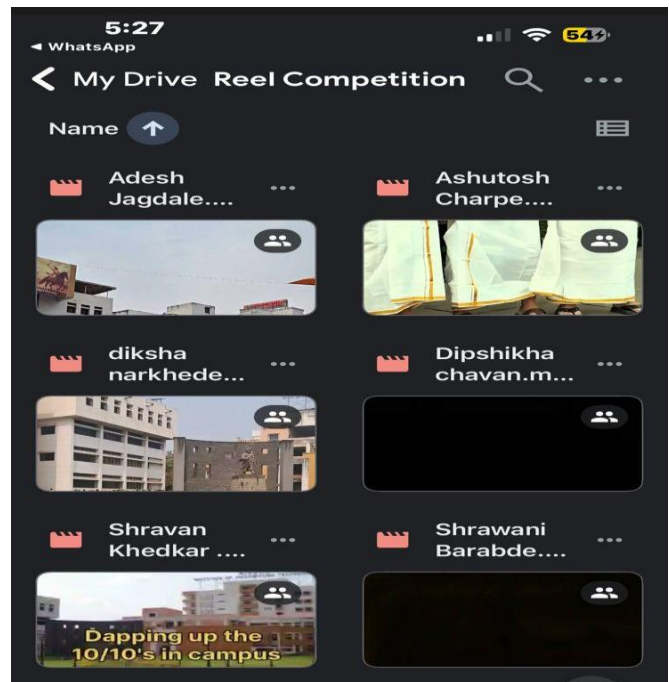 5:27
54
WhatsApp
My Drive Reel Competition
Name
Adesh
Jagdale....
Ashutosh
Charpe....
diksha
narkhede...
Dipshikha
chavan.m...
Shravan
Khedkar ....
Shrawani
Barabde....
Dapping up the
10/10's in campus